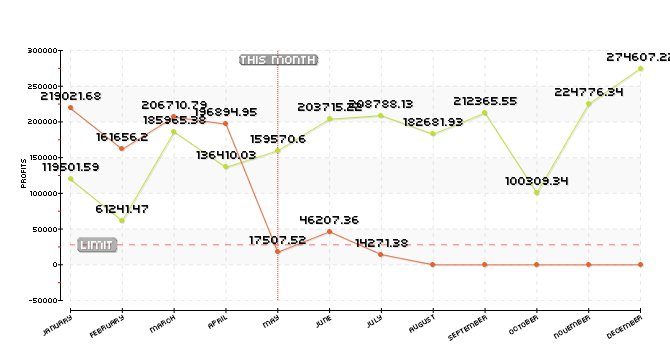 300000
THIS MONTH
274607.22
250000
219021.68
206710.79
196894.95
203715.22
208788.13
212365.55
224776.34
200000
185965.38
182681.93
161656.2
159570.6
150000
136410.03
119501.59
100309.34
100000
61241.47
50000
46207.36
LIMIT
17507.52
14271.38
0
-50000
PROFITS
JANUARY
FEBRUARY
MARCH
APRIL
MAY
JUNE
JULY
AUGUST
SEPTEMBER
OCTOBER
NOVEMBER
DECEMBER